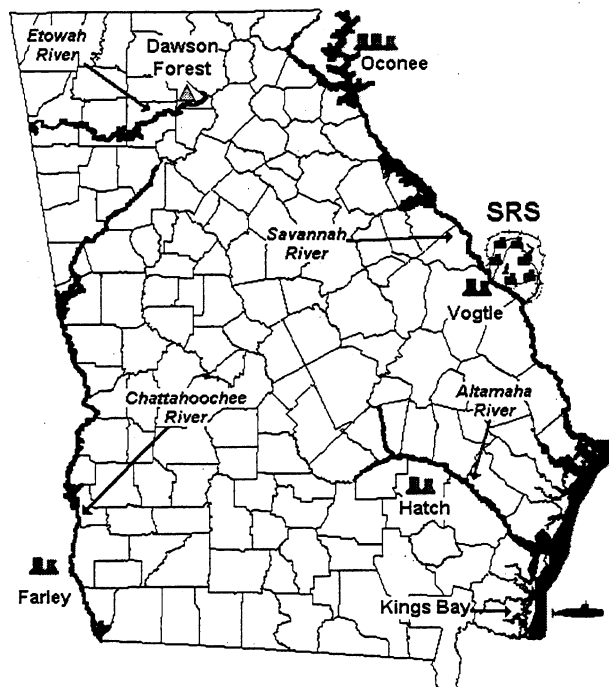 Etowah
River
Dawson
Forest
Oconee
Savannah
River
SRS
Vogtle
Chattahoochee
River
Altamaha
River
Hatch
Farley
Kings Bay